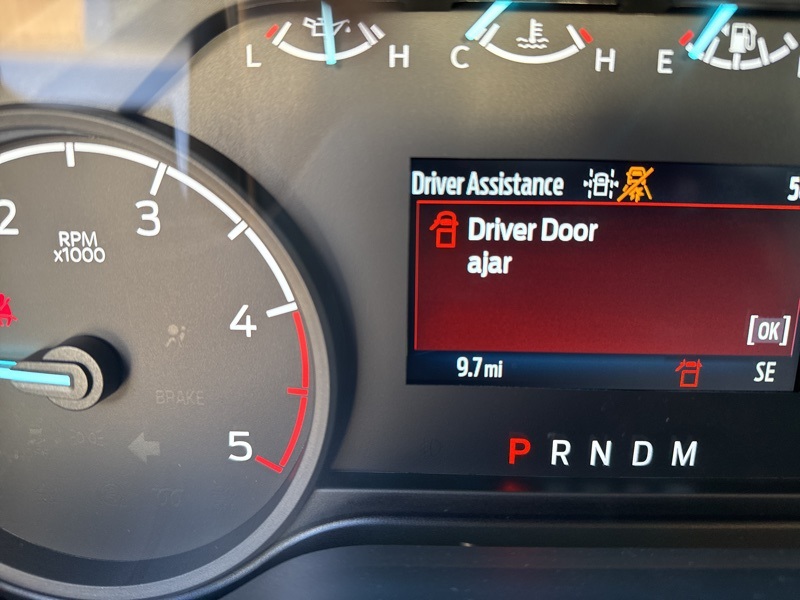 L H C H E
2 3
RPM
x1000
4
5
BRAKE
Driver Assistance
Driver Door
ajar
[OK]
9.7 mi SE
P R N D M